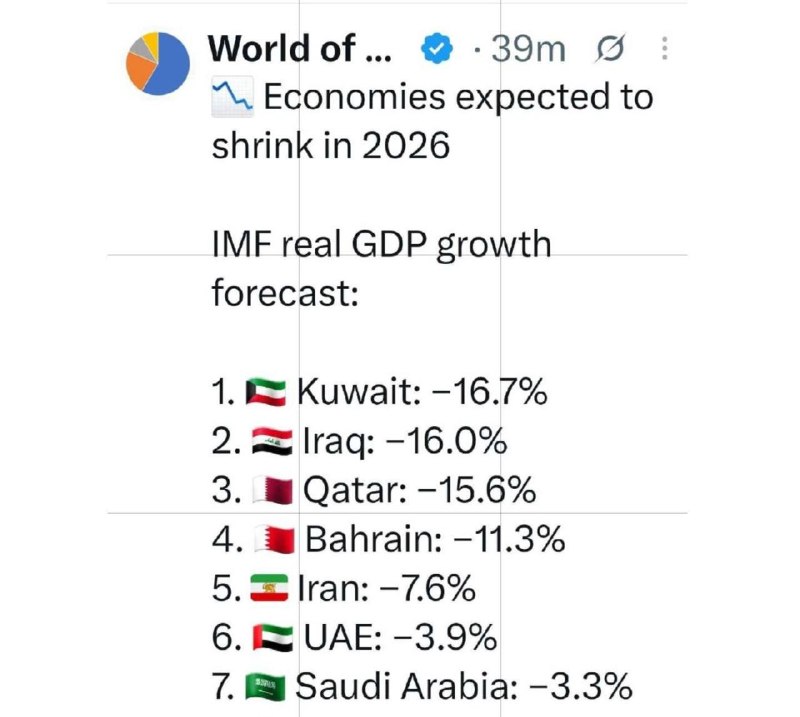 World of ... · 39m
📉 Economies expected to
shrink in 2026
IMF real GDP growth
forecast:
1. 🇰🇼 Kuwait: −16.7%
2. 🇮🇶 Iraq: −16.0%
3. 🇶🇦 Qatar: −15.6%
4. 🇧🇭 Bahrain: −11.3%
5. 🇮🇷 Iran: −7.6%
6. 🇦🇪 UAE: −3.9%
7. 🇸🇦 Saudi Arabia: −3.3%